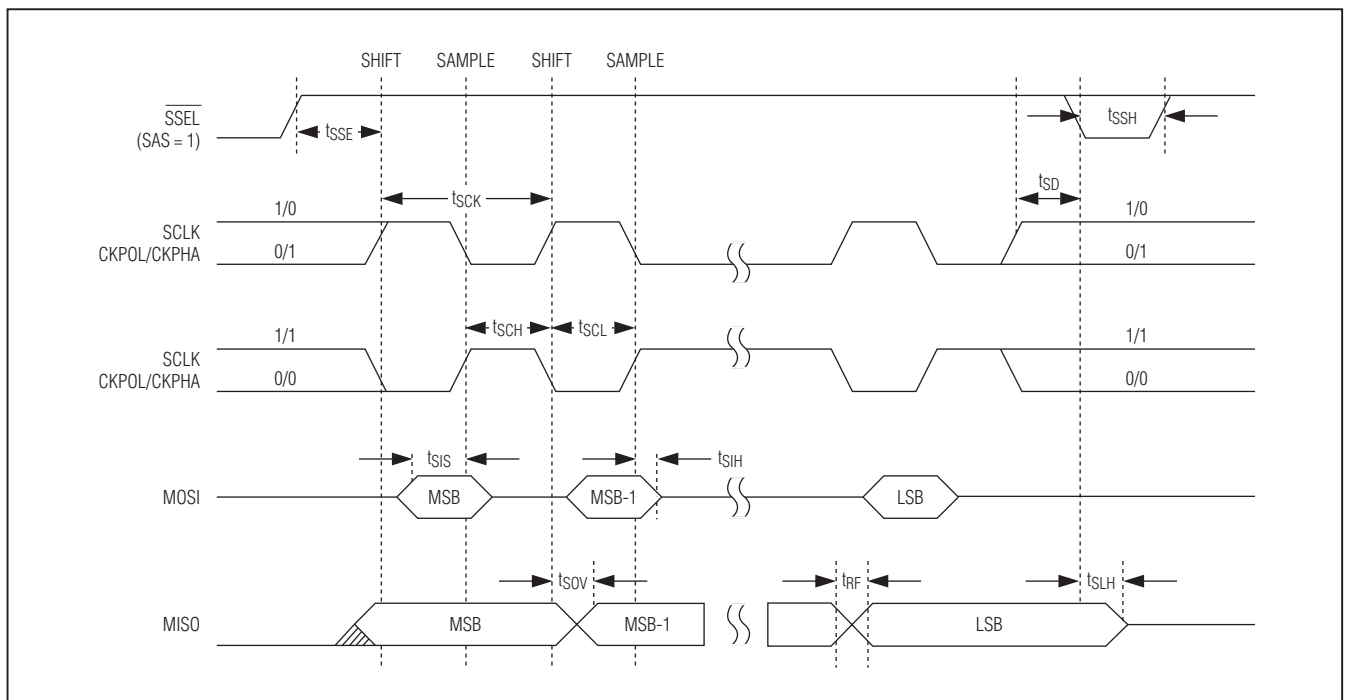 SHIFT SAMPLE SHIFT SAMPLE
SSEL
(SAS = 1)
tSSE
tSSH
tSCK
tSD
1/0
1/0
SCLK
CKPOL/CKPHA
0/1
0/1
tSCH
tSCL
1/1
1/1
SCLK
CKPOL/CKPHA
0/0
0/0
tSIS
tSIH
MOSI
MSB
MSB-1
LSB
tSOV
tRF
tSLH
MISO
MSB
MSB-1
LSB